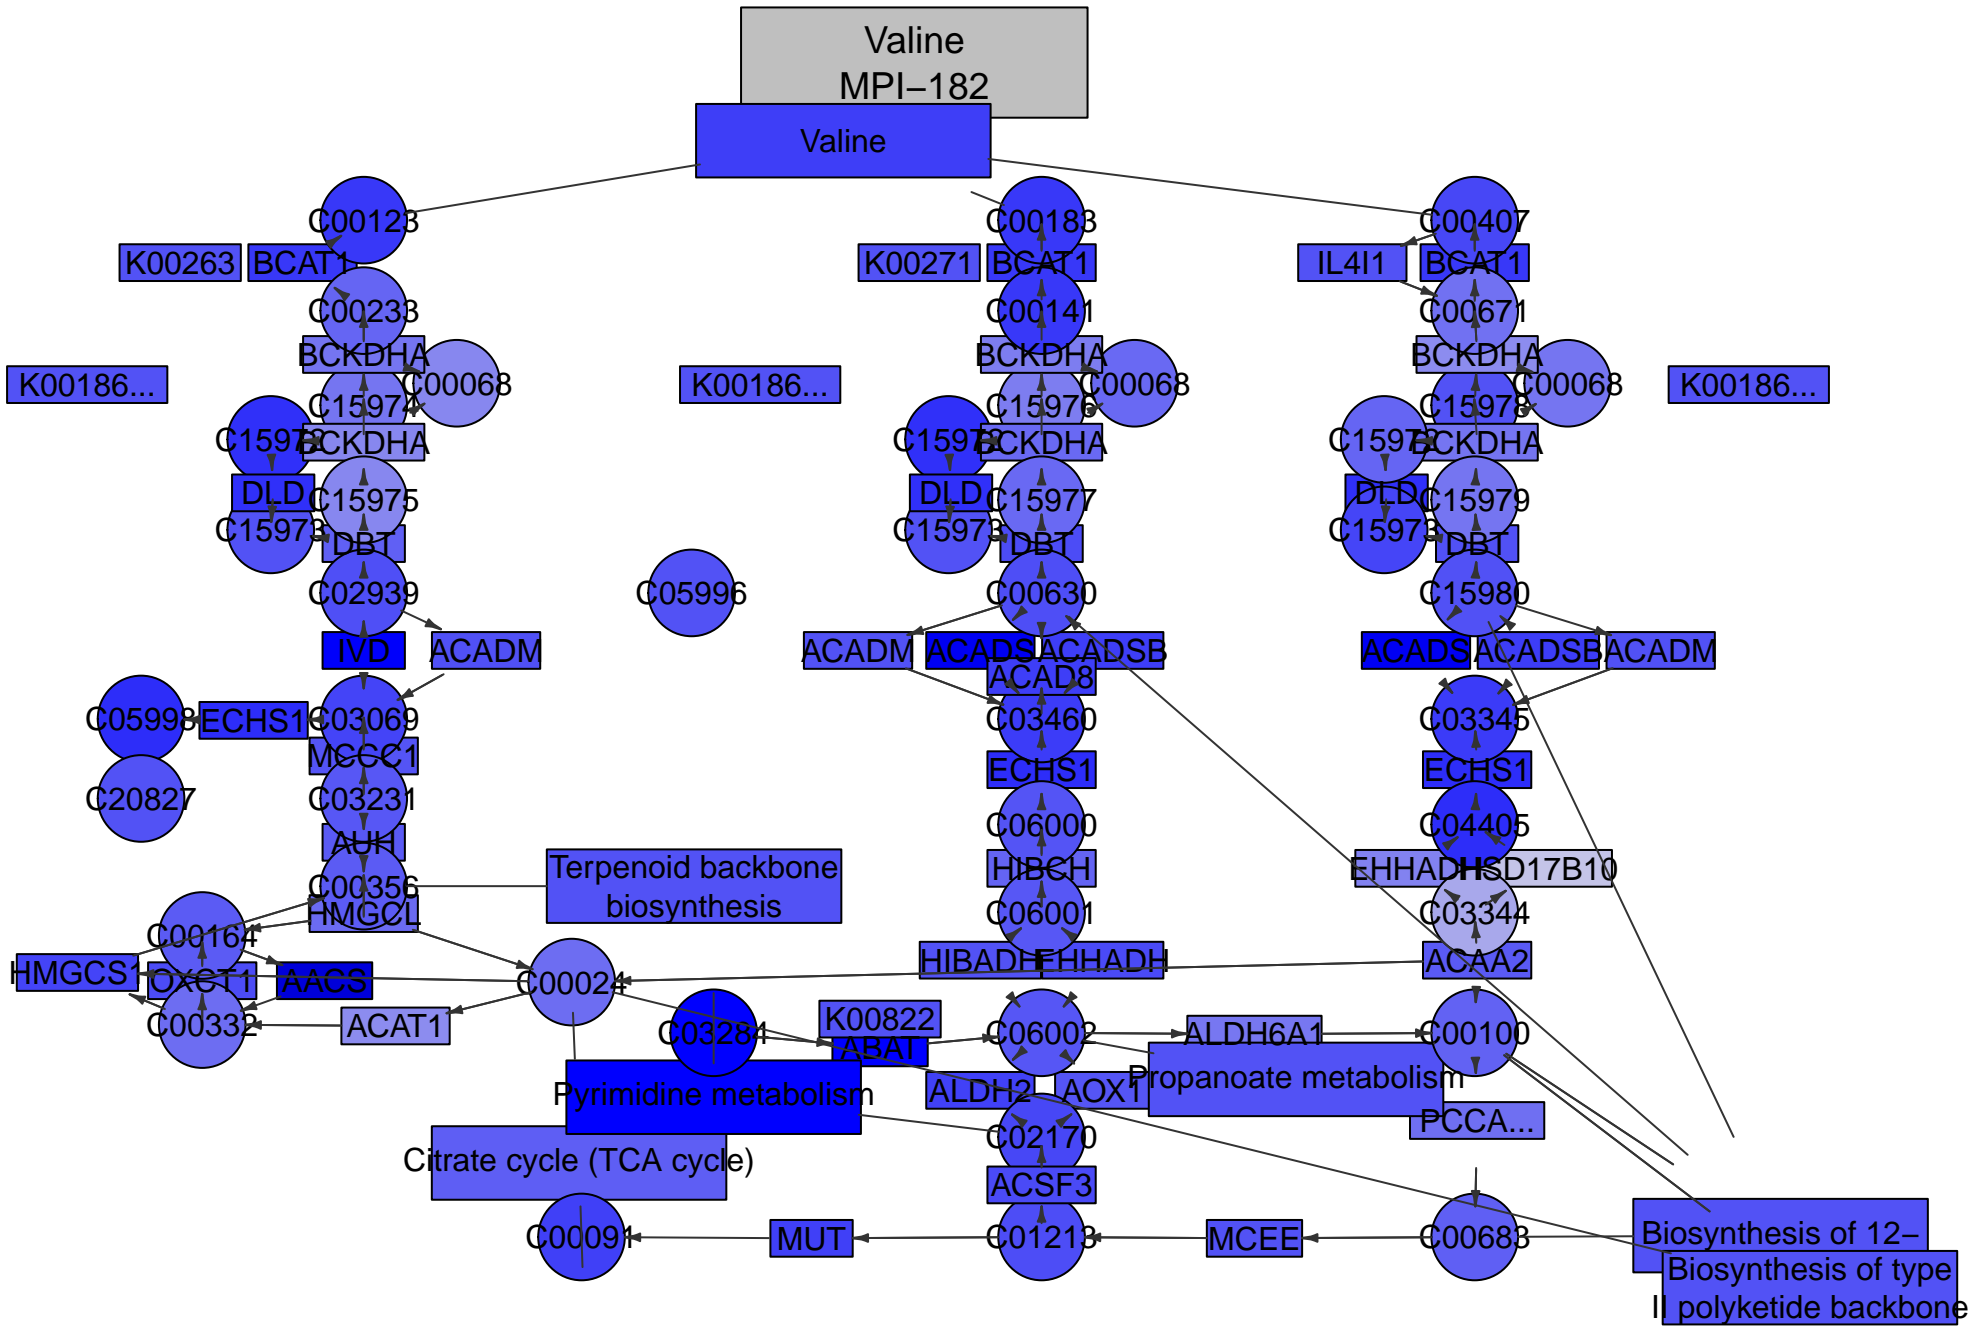 Valine
MPI−182
Valine
C00123
C00183
C00407
K00263
BCAT1
K00271
BCAT1
IL4I1
BCAT1
C00233
C00141
C00671
BCKDHA
BCKDHA
BCKDHA
K00186...
C00068
K00186...
C00068
C00068
K00186...
C15974
C15976
C15978
C15972
BCKDHA
C15972
BCKDHA
C15972
BCKDHA
DLD
C15975
DLD
C15977
DLD
C15979
C15973
DBT
C15973
DBT
C15973
DBT
C02939
C05996
C00630
C15980
IVD
ACADM
ACADM
ACADS
ACADSB
ACADS
ACADSB
ACADM
ACAD8
C05998
ECHS1
C03069
C03460
C03345
MCCC1
ECHS1
ECHS1
C20827
C03231
C06000
C04405
AUH
HIBCH
EHHADH
HSD17B10
Terpenoid backbone
biosynthesis
C00356
HMGCL
C06001
C03344
C00164
HMGCS1
OXCT1
AACS
C00024
HIBADH
EHHADH
ACAA2
C00332
ACAT1
C03284
K00822
ABAT
C06002
ALDH6A1
C00100
Pyrimidine metabolism
ALDH2
AOX1
Propanoate metabolism
PCCA...
C02170
Citrate cycle (TCA cycle)
ACSF3
C00091
MUT
C01213
MCEE
C00683
Biosynthesis of 12−
Biosynthesis of type
II polyketide backbone